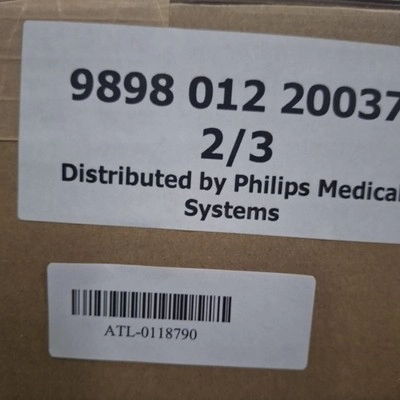 9898 012 20037
2/3
Distributed by Philips Medical
Systems
ATL-0118790